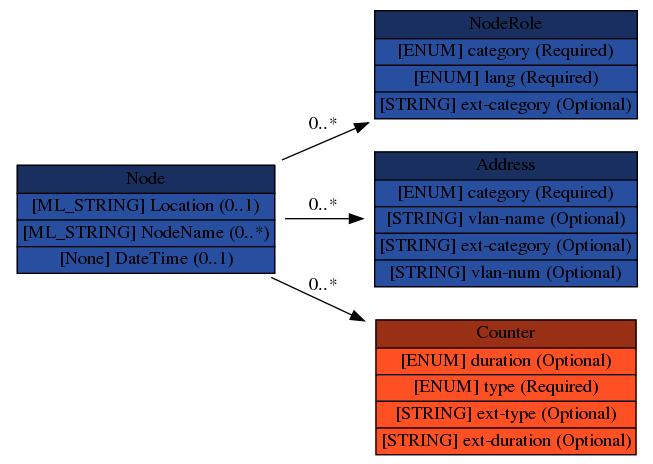 Node
[ML_STRING] Location (0..1)
[ML_STRING] NodeName (0..*)
[None] DateTime (0..1)
0..*
0..*
0..*
NodeRole
[ENUM] category (Required)
[ENUM] lang (Required)
[STRING] ext-category (Optional)
Address
[ENUM] category (Required)
[STRING] vlan-name (Optional)
[STRING] ext-category (Optional)
[STRING] vlan-num (Optional)
Counter
[ENUM] duration (Optional)
[ENUM] type (Required)
[STRING] ext-type (Optional)
[STRING] ext-duration (Optional)